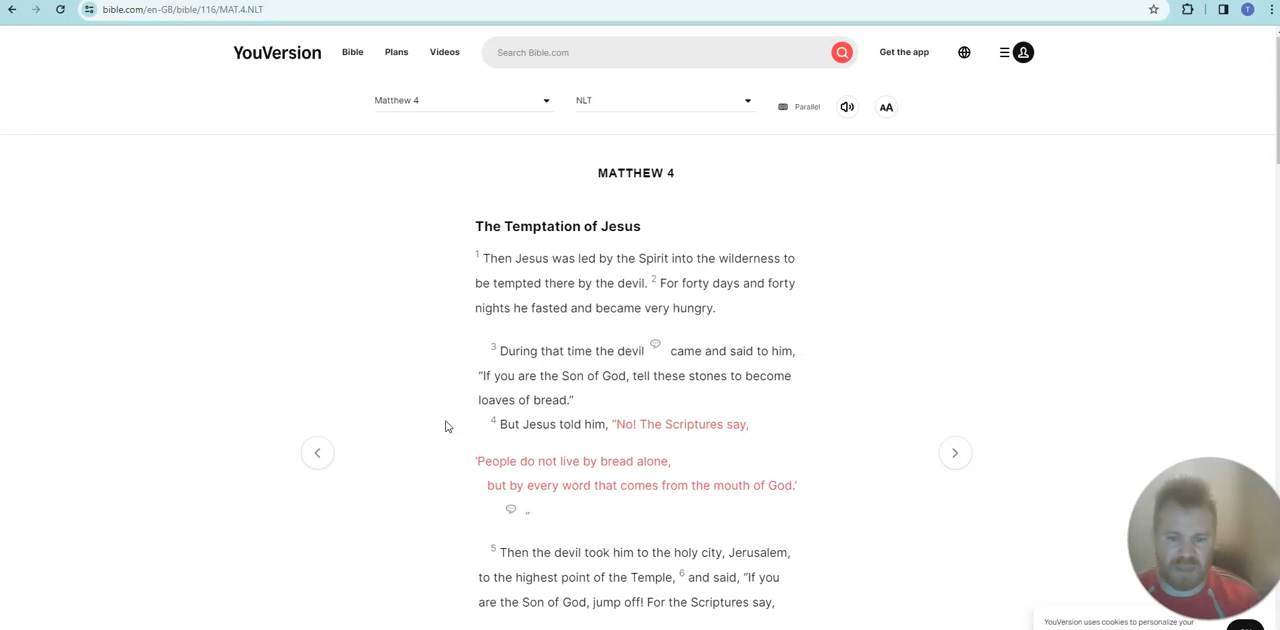 bible.com/en-GB/bible/116/MAT.4.NLT
T
YouVersion Bible Plans Videos Search Bible.com Get the app
Matthew 4 NLT Parallel AA
MATTHEW 4
The Temptation of Jesus
1 Then Jesus was led by the Spirit into the wilderness to
be tempted there by the devil. 2 For forty days and forty
nights he fasted and became very hungry.
3 During that time the devil came and said to him,
“If you are the Son of God, tell these stones to become
loaves of bread.”
4 But Jesus told him, “No! The Scriptures say,
‘People do not live by bread alone,
but by every word that comes from the mouth of God.’
”
5 Then the devil took him to the holy city, Jerusalem,
to the highest point of the Temple, 6 and said, “If you
are the Son of God, jump off! For the Scriptures say,
YouVersion uses cookies to personalize your